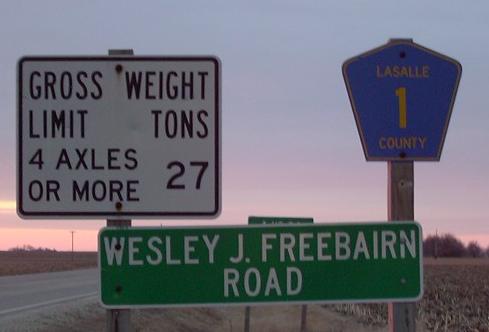 GROSS WEIGHT
LIMIT TONS
4 AXLES
OR MORE 27
LASALLE
1
COUNTY
WESLEY J. FREEBAIRN
ROAD